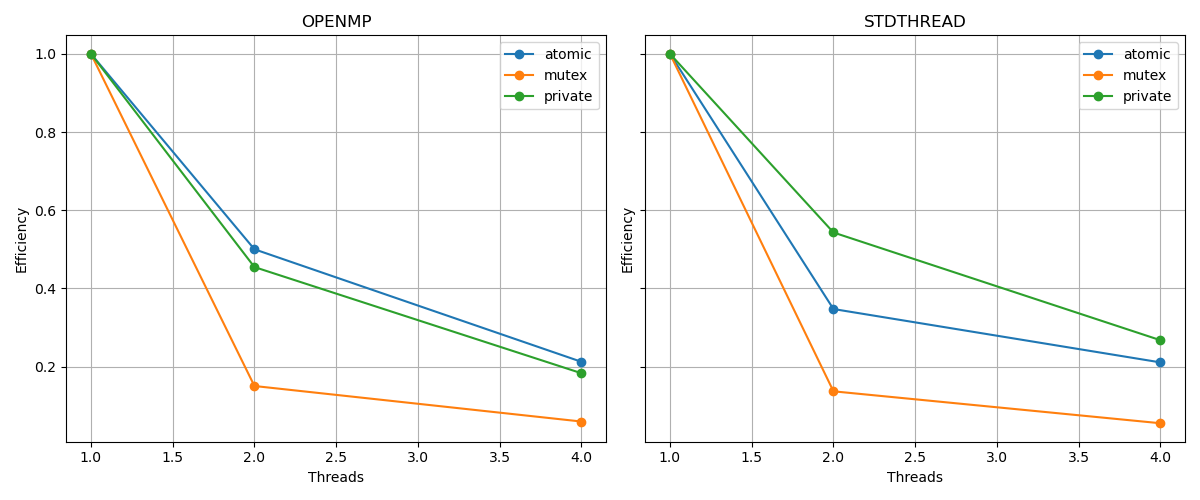 OPENMP
atomic
mutex
private
1.0
0.8
0.6
0.4
0.2
Efficiency
1.0 1.5 2.0 2.5 3.0 3.5 4.0
Threads
STDTHREAD
atomic
mutex
private
Efficiency
1.0 1.5 2.0 2.5 3.0 3.5 4.0
Threads